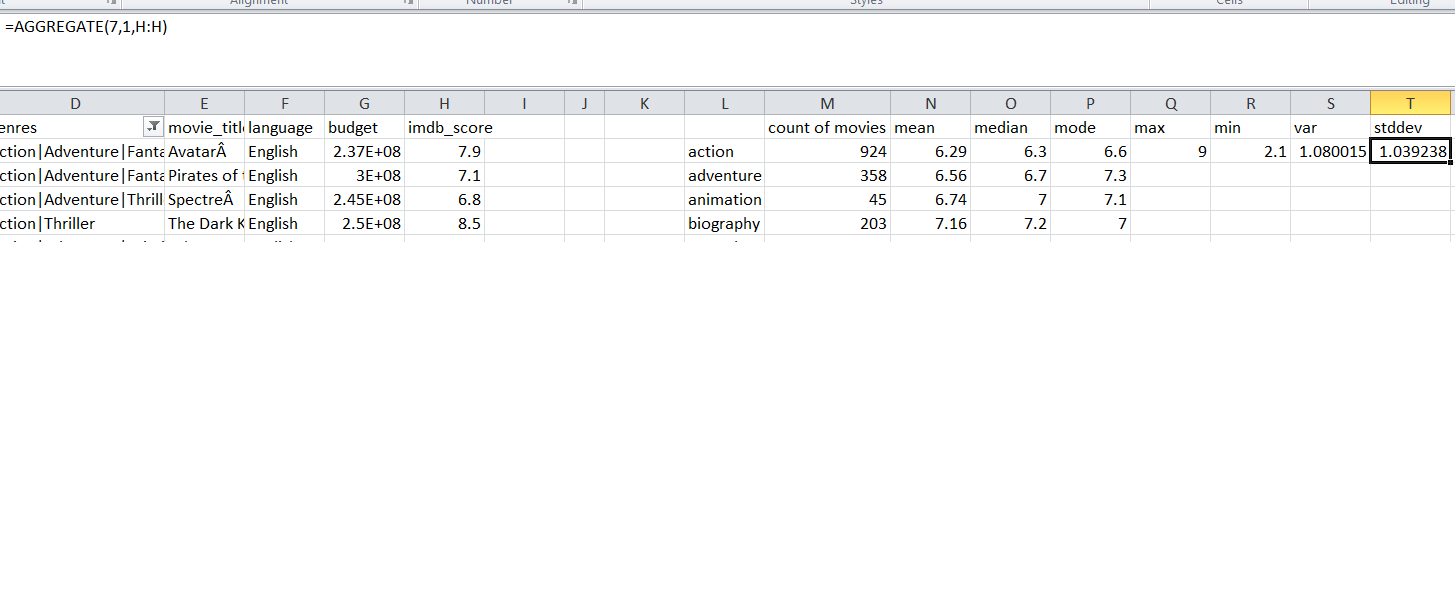 Alignment Number Styles Cells Editing
=AGGREGATE(7,1,H:H)
D E F G H I J K L M N O P Q R S T
enres movie_titl language budget imdb_score count of movies mean median mode max min var stddev
ction|Adventure|Fanta AvatarÂ English 2.37E+08 7.9 action 924 6.29 6.3 6.6 9 2.1 1.080015 1.039238
ction|Adventure|Fanta Pirates of English 3E+08 7.1 adventure 358 6.56 6.7 7.3
ction|Adventure|Thrill SpectreÂ English 2.45E+08 6.8 animation 45 6.74 7 7.1
ction|Thriller The Dark K English 2.5E+08 8.5 biography 203 7.16 7.2 7